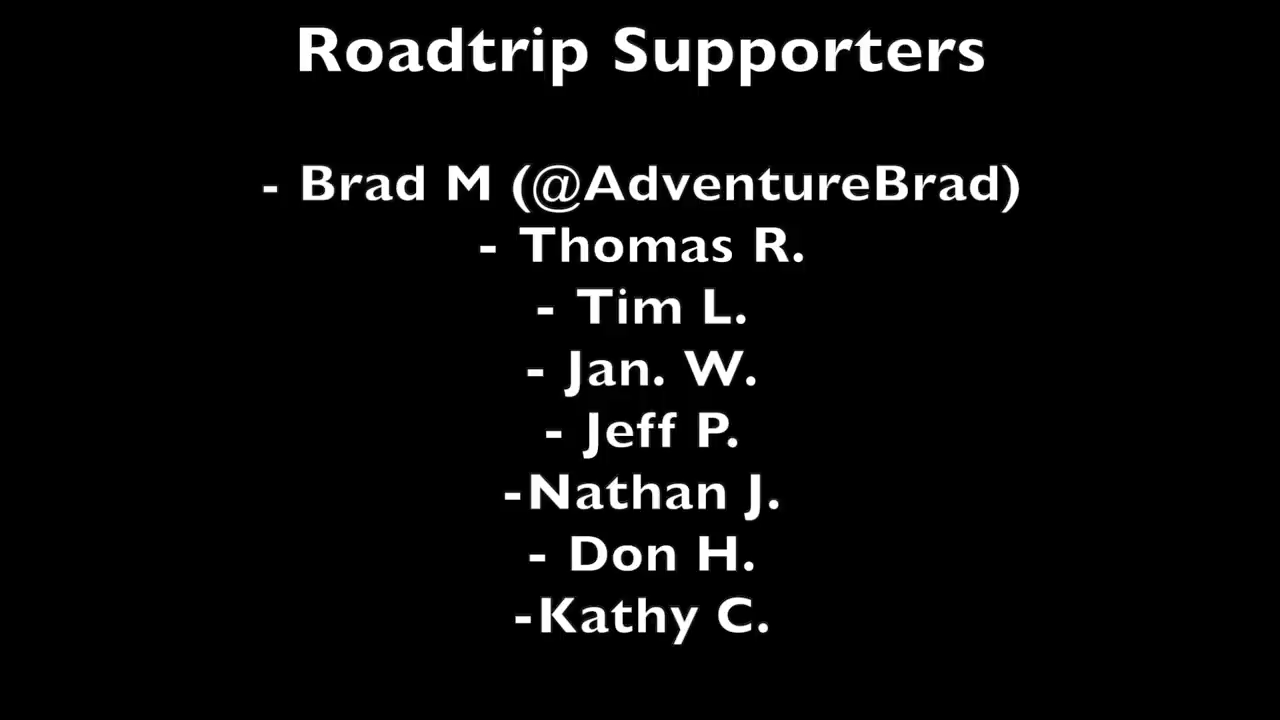 Roadtrip Supporters
- Brad M (@AdventureBrad)
- Thomas R.
- Tim L.
- Jan. W.
- Jeff P.
-Nathan J.
- Don H.
-Kathy C.